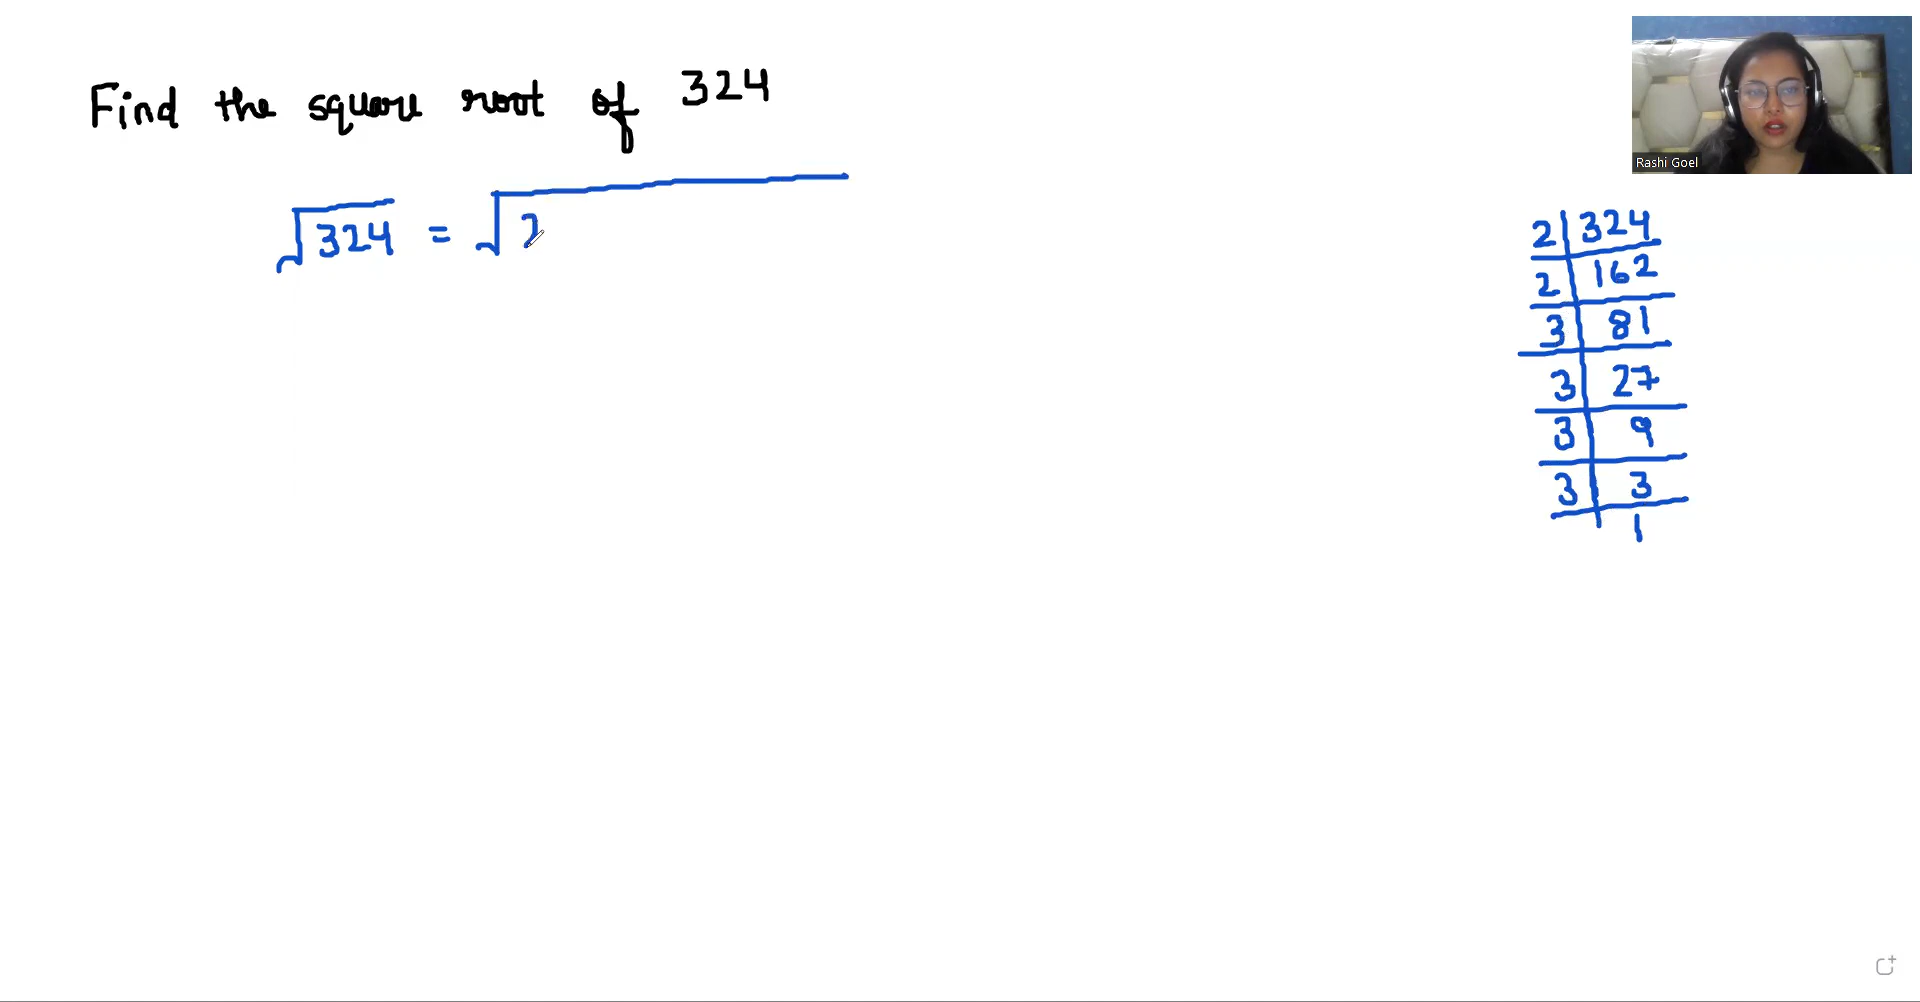 Find the square root of 324
√324 = √2
2 | 324
2 | 162
3 | 81
3 | 27
3 | 9
3 | 3
1
Rashi Goel